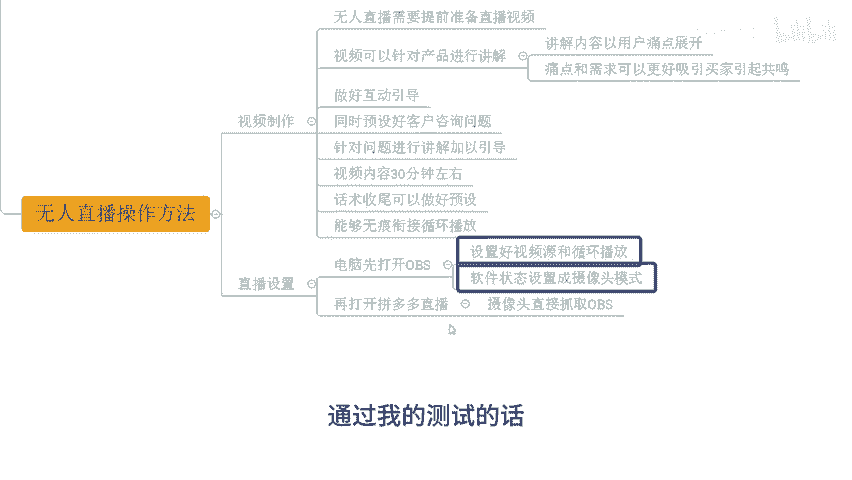 无人直播需要提前准备直播视频
视频可以针对产品进行讲解
讲解内容以用户痛点展开
痛点和需求可以更好吸引买家引起共鸣
做好互动引导
视频制作
同时预设好客户咨询问题
针对问题进行讲解加以引导
视频内容30分钟左右
话术收尾可以做好预设
能够无痕衔接循环播放
无人直播操作方法
直播设置
电脑先打开OBS
设置好视频源和循环播放
软件状态设置成摄像头模式
再打开拼多多直播
摄像头直接抓取OBS
通过我的测试的话